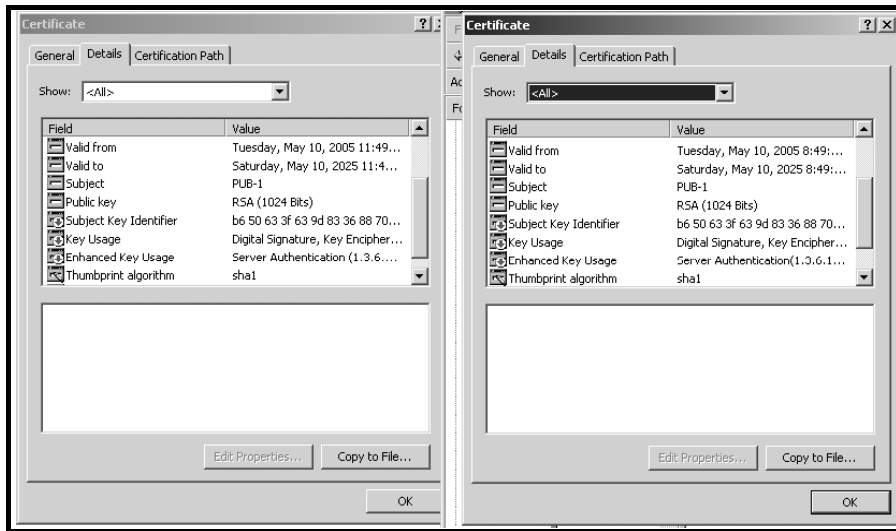 Certificate
General Details Certification Path
Show: <All>
Field Value
Valid from Tuesday, May 10, 2005 11:49...
Valid to Saturday, May 10, 2025 11:4...
Subject PUB-1
Public key RSA (1024 Bits)
Subject Key Identifier b6 50 63 3f 63 9d 83 36 88 70...
Key Usage Digital Signature, Key Encipher...
Enhanced Key Usage Server Authentication (1.3.6....
Thumbprint algorithm sha1
Edit Properties... Copy to File...
OK
F
Ac
Fo
Certificate
General Details Certification Path
Show: <All>
Field Value
Valid from Tuesday, May 10, 2005 8:49:...
Valid to Saturday, May 10, 2025 8:49:...
Subject PUB-1
Public key RSA (1024 Bits)
Subject Key Identifier b6 50 63 3f 63 9d 83 36 88 70...
Key Usage Digital Signature, Key Encipher...
Enhanced Key Usage Server Authentication(1.3.6.1...
Thumbprint algorithm sha1
Edit Properties... Copy to File...
OK